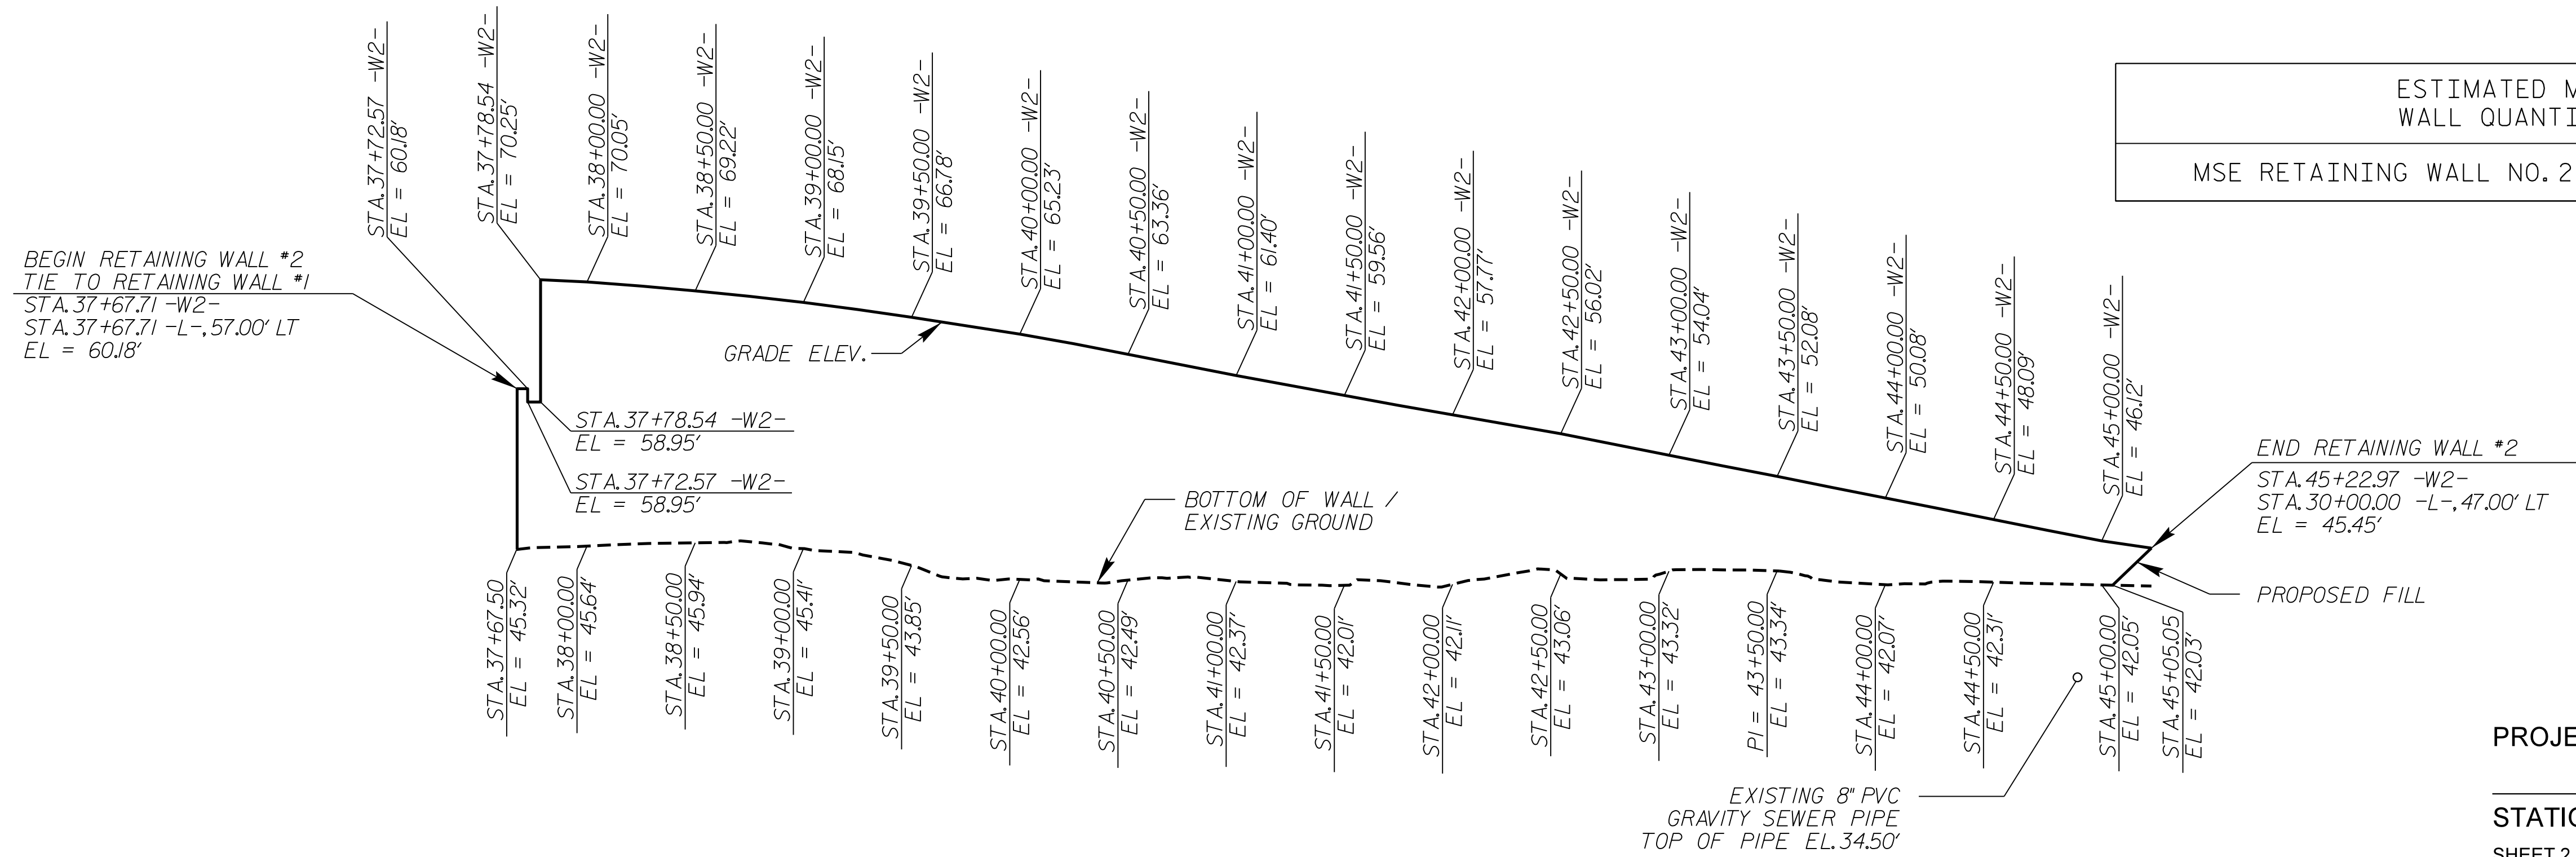 STA.37+72.57 -W2-
EL = 60.18'
STA.37+78.54 -W2-
EL = 70.25'
STA.38+00.00 -W2-
EL = 70.05'
STA.38+50.00 -W2-
EL = 69.22'
STA.39+00.00 -W2-
EL = 68.15'
STA.39+50.00 -W2-
EL = 66.78'
STA.40+00.00 -W2-
EL = 65.23'
STA.40+50.00 -W2-
EL = 63.36'
STA.41+00.00 -W2-
EL = 61.40'
STA.41+50.00 -W2-
EL = 59.56'
STA.42+00.00 -W2-
EL = 57.77'
STA.42+50.00 -W2-
EL = 56.02'
STA.43+00.00 -W2-
EL = 54.04'
STA.43+50.00 -W2-
EL = 52.08'
STA.44+00.00 -W2-
EL = 50.08'
STA.44+50.00 -W2-
EL = 48.09'
STA.45+00.00 -W2-
EL = 46.12'
ESTIMATED M
WALL QUANTI
MSE RETAINING WALL NO. 2
BEGIN RETAINING WALL #2
TIE TO RETAINING WALL #1
STA.37+67.71 -W2-
STA.37+67.71 -L-, 57.00' LT
EL = 60.18'
GRADE ELEV.
STA.37+78.54 -W2-
EL = 58.95'
STA.37+72.57 -W2-
EL = 58.95'
BOTTOM OF WALL /
EXISTING GROUND
END RETAINING WALL #2
STA.45+22.97 -W2-
STA.30+00.00 -L-, 47.00' LT
EL = 45.45'
PROPOSED FILL
STA.37+67.50
EL = 45.32'
STA.38+00.00
EL = 45.64'
STA.38+50.00
EL = 45.94'
STA.39+00.00
EL = 45.41'
STA.39+50.00
EL = 43.85'
STA.40+00.00
EL = 42.56'
STA.40+50.00
EL = 42.49'
STA.41+00.00
EL = 42.37'
STA.41+50.00
EL = 42.01'
STA.42+00.00
EL = 42.11'
STA.42+50.00
EL = 43.06'
STA.43+00.00
EL = 43.32'
PI = 43+50.00
EL = 43.34'
STA.44+00.00
EL = 42.07'
STA.44+50.00
EL = 42.31'
STA.45+00.00
EL = 42.05'
STA.45+05.05
EL = 42.03'
EXISTING 8" PVC
GRAVITY SEWER PIPE
TOP OF PIPE EL.34.50'
PROJE
STATIO
SHEET 2